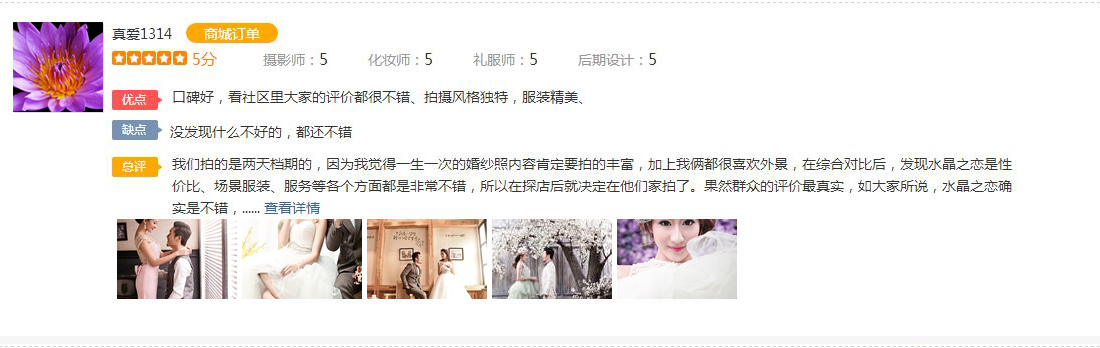 真爱1314 商城订单
5分 摄影师：5 化妆师：5 礼服师：5 后期设计：5
优点 口碑好，看社区里大家的评价都很不错、拍摄风格独特，服装精美、
缺点 没发现什么不好的，都还不错
总评 我们拍的是两天档期的，因为我觉得一生一次的婚纱照内容肯定要拍的丰富，加上我俩都很喜欢外景，在综合对比后，发现水晶之恋是性
价比、场景服装、服务等各个方面都是非常不错，所以在探店后就决定在他们家拍了。果然群众的评价最真实，如大家所说，水晶之恋确
实是不错，...... 查看详情